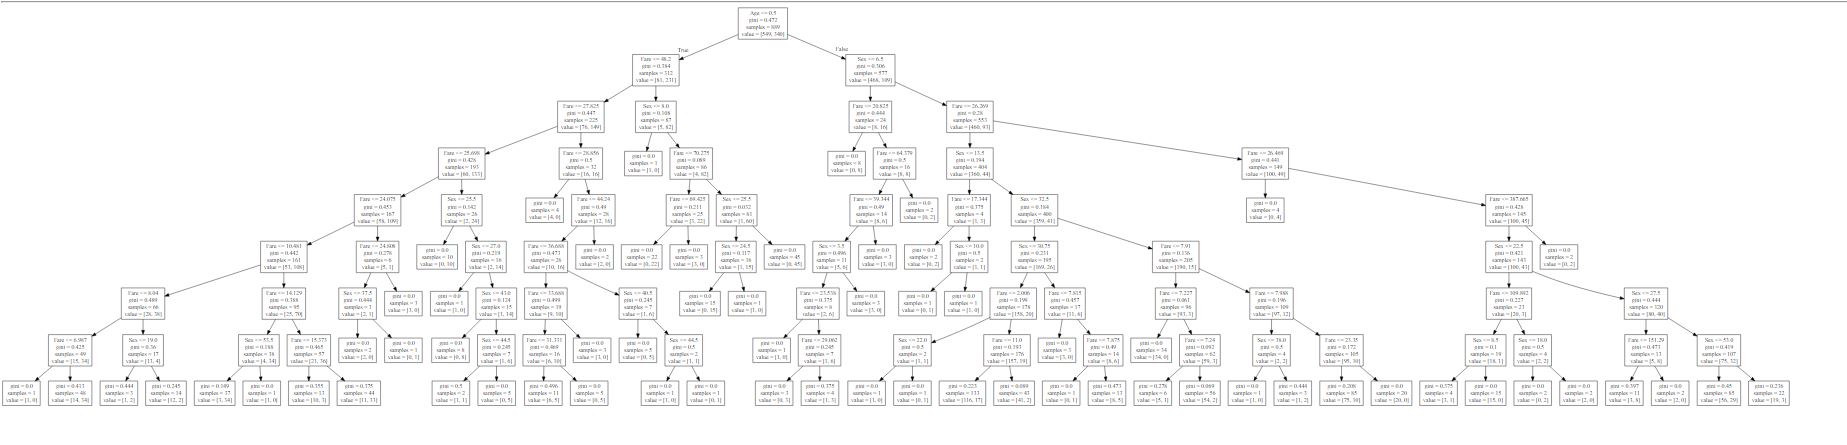 Age <= 0.5
gini = 0.472
samples = 889
value = [549, 340]
True
False
Fare <= 48.2
gini = 0.384
samples = 312
value = [81, 231]
Sex <= 6.5
gini = 0.306
samples = 577
value = [468, 109]
Fare <= 27.825
gini = 0.447
samples = 225
value = [76, 149]
Sex <= 8.0
gini = 0.108
samples = 87
value = [5, 82]
Fare <= 20.825
gini = 0.444
samples = 24
value = [8, 16]
Fare <= 26.269
gini = 0.28
samples = 553
value = [460, 93]
Fare <= 25.698
gini = 0.428
samples = 193
value = [60, 133]
Fare <= 28.856
gini = 0.5
samples = 32
value = [16, 16]
gini = 0.0
samples = 1
value = [1, 0]
Fare <= 70.275
gini = 0.089
samples = 86
value = [4, 82]
gini = 0.0
samples = 8
value = [0, 8]
Fare <= 64.379
gini = 0.5
samples = 16
value = [8, 8]
Sex <= 13.5
gini = 0.194
samples = 404
value = [360, 44]
Fare <= 26.469
gini = 0.441
samples = 149
value = [100, 49]
Fare <= 24.075
gini = 0.453
samples = 167
value = [58, 109]
Sex <= 25.5
gini = 0.142
samples = 26
value = [2, 24]
gini = 0.0
samples = 4
value = [4, 0]
Fare <= 44.24
gini = 0.49
samples = 28
value = [12, 16]
Fare <= 69.425
gini = 0.211
samples = 25
value = [3, 22]
Sex <= 25.5
gini = 0.032
samples = 61
value = [1, 60]
Fare <= 39.344
gini = 0.49
samples = 14
value = [8, 6]
gini = 0.0
samples = 2
value = [0, 2]
Fare <= 17.344
gini = 0.375
samples = 4
value = [1, 3]
Sex <= 32.5
gini = 0.184
samples = 400
value = [359, 41]
gini = 0.0
samples = 4
value = [0, 4]
Fare <= 387.665
gini = 0.428
samples = 145
value = [100, 45]
Fare <= 10.481
gini = 0.442
samples = 161
value = [53, 108]
Fare <= 24.808
gini = 0.278
samples = 6
value = [5, 1]
gini = 0.0
samples = 10
value = [0, 10]
Sex <= 27.0
gini = 0.219
samples = 16
value = [2, 14]
Fare <= 36.688
gini = 0.473
samples = 26
value = [10, 16]
gini = 0.0
samples = 2
value = [2, 0]
gini = 0.0
samples = 22
value = [0, 22]
gini = 0.0
samples = 3
value = [3, 0]
Sex <= 24.5
gini = 0.117
samples = 16
value = [1, 15]
gini = 0.0
samples = 45
value = [0, 45]
Sex <= 3.5
gini = 0.496
samples = 11
value = [5, 6]
gini = 0.0
samples = 3
value = [3, 0]
gini = 0.0
samples = 2
value = [0, 2]
Sex <= 10.0
gini = 0.5
samples = 2
value = [1, 1]
Sex <= 30.75
gini = 0.231
samples = 195
value = [169, 26]
Fare <= 7.91
gini = 0.136
samples = 205
value = [190, 15]
Sex <= 22.5
gini = 0.421
samples = 143
value = [100, 43]
gini = 0.0
samples = 2
value = [0, 2]
Fare <= 8.04
gini = 0.489
samples = 66
value = [28, 38]
Fare <= 14.129
gini = 0.388
samples = 95
value = [25, 70]
Sex <= 37.5
gini = 0.444
samples = 3
value = [2, 1]
gini = 0.0
samples = 3
value = [3, 0]
gini = 0.0
samples = 1
value = [1, 0]
Sex <= 43.0
gini = 0.124
samples = 15
value = [1, 14]
Fare <= 33.688
gini = 0.499
samples = 19
value = [9, 10]
Sex <= 40.5
gini = 0.245
samples = 7
value = [1, 6]
gini = 0.0
samples = 15
value = [0, 15]
gini = 0.0
samples = 1
value = [1, 0]
Fare <= 23.538
gini = 0.375
samples = 8
value = [2, 6]
gini = 0.0
samples = 3
value = [3, 0]
gini = 0.0
samples = 1
value = [0, 1]
gini = 0.0
samples = 1
value = [1, 0]
Fare <= 2.006
gini = 0.199
samples = 178
value = [158, 20]
Fare <= 7.815
gini = 0.457
samples = 17
value = [11, 6]
Fare <= 7.227
gini = 0.061
samples = 96
value = [93, 3]
Fare <= 7.988
gini = 0.196
samples = 109
value = [97, 12]
Fare <= 109.892
gini = 0.227
samples = 23
value = [20, 3]
Sex <= 27.5
gini = 0.444
samples = 120
value = [80, 40]
Fare <= 6.987
gini = 0.425
samples = 49
value = [15, 34]
Sex <= 19.0
gini = 0.36
samples = 17
value = [13, 4]
Sex <= 53.5
gini = 0.188
samples = 38
value = [4, 34]
Fare <= 15.373
gini = 0.465
samples = 57
value = [21, 36]
gini = 0.0
samples = 2
value = [2, 0]
gini = 0.0
samples = 1
value = [0, 1]
gini = 0.0
samples = 8
value = [0, 8]
Sex <= 44.5
gini = 0.245
samples = 7
value = [1, 6]
Fare <= 31.331
gini = 0.469
samples = 16
value = [6, 10]
gini = 0.0
samples = 3
value = [3, 0]
gini = 0.0
samples = 5
value = [0, 5]
Sex <= 44.5
gini = 0.5
samples = 2
value = [1, 1]
gini = 0.0
samples = 1
value = [1, 0]
Fare <= 29.062
gini = 0.245
samples = 7
value = [1, 6]
Sex <= 22.0
gini = 0.5
samples = 2
value = [1, 1]
Fare <= 11.0
gini = 0.193
samples = 176
value = [157, 19]
gini = 0.0
samples = 3
value = [3, 0]
Fare <= 7.875
gini = 0.49
samples = 14
value = [8, 6]
gini = 0.0
samples = 34
value = [34, 0]
Fare <= 7.24
gini = 0.092
samples = 62
value = [59, 3]
Sex <= 38.0
gini = 0.5
samples = 4
value = [2, 2]
Fare <= 23.35
gini = 0.172
samples = 105
value = [95, 10]
Sex <= 8.5
gini = 0.1
samples = 19
value = [18, 1]
Sex <= 18.0
gini = 0.5
samples = 4
value = [2, 2]
Fare <= 151.29
gini = 0.473
samples = 13
value = [5, 8]
Sex <= 53.0
gini = 0.419
samples = 107
value = [75, 32]
gini = 0.0
samples = 1
value = [1, 0]
gini = 0.413
samples = 48
value = [14, 34]
gini = 0.444
samples = 3
value = [1, 2]
gini = 0.245
samples = 14
value = [12, 2]
gini = 0.149
samples = 37
value = [3, 34]
gini = 0.0
samples = 1
value = [1, 0]
gini = 0.355
samples = 13
value = [10, 3]
gini = 0.375
samples = 44
value = [11, 33]
gini = 0.5
samples = 2
value = [1, 1]
gini = 0.0
samples = 5
value = [0, 5]
gini = 0.496
samples = 11
value = [6, 5]
gini = 0.0
samples = 5
value = [0, 5]
gini = 0.0
samples = 1
value = [1, 0]
gini = 0.0
samples = 1
value = [0, 1]
gini = 0.0
samples = 3
value = [0, 3]
gini = 0.375
samples = 4
value = [1, 3]
gini = 0.0
samples = 1
value = [1, 0]
gini = 0.0
samples = 1
value = [0, 1]
gini = 0.223
samples = 133
value = [116, 17]
gini = 0.089
samples = 43
value = [41, 2]
gini = 0.0
samples = 1
value = [0, 1]
gini = 0.473
samples = 13
value = [8, 5]
gini = 0.278
samples = 6
value = [5, 1]
gini = 0.069
samples = 56
value = [54, 2]
gini = 0.0
samples = 1
value = [1, 0]
gini = 0.444
samples = 3
value = [1, 2]
gini = 0.208
samples = 85
value = [75, 10]
gini = 0.0
samples = 20
value = [20, 0]
gini = 0.375
samples = 4
value = [3, 1]
gini = 0.0
samples = 15
value = [15, 0]
gini = 0.0
samples = 2
value = [0, 2]
gini = 0.0
samples = 2
value = [2, 0]
gini = 0.397
samples = 11
value = [3, 8]
gini = 0.0
samples = 2
value = [2, 0]
gini = 0.45
samples = 85
value = [56, 29]
gini = 0.236
samples = 22
value = [19, 3]